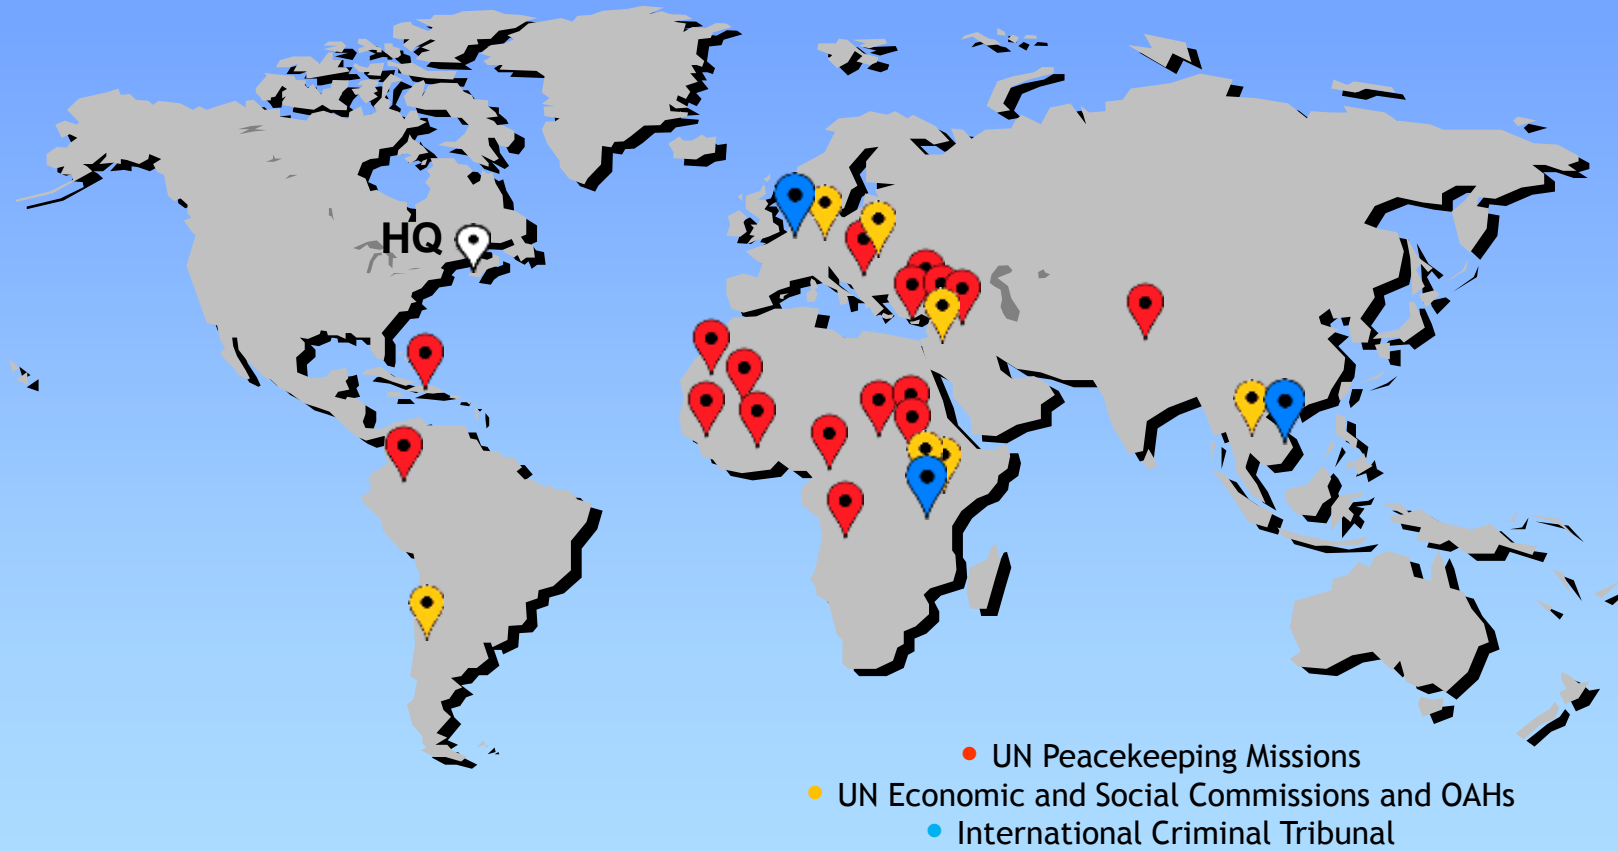 HQ
UN Peacekeeping Missions
UN Economic and Social Commissions and OAHs
International Criminal Tribunal